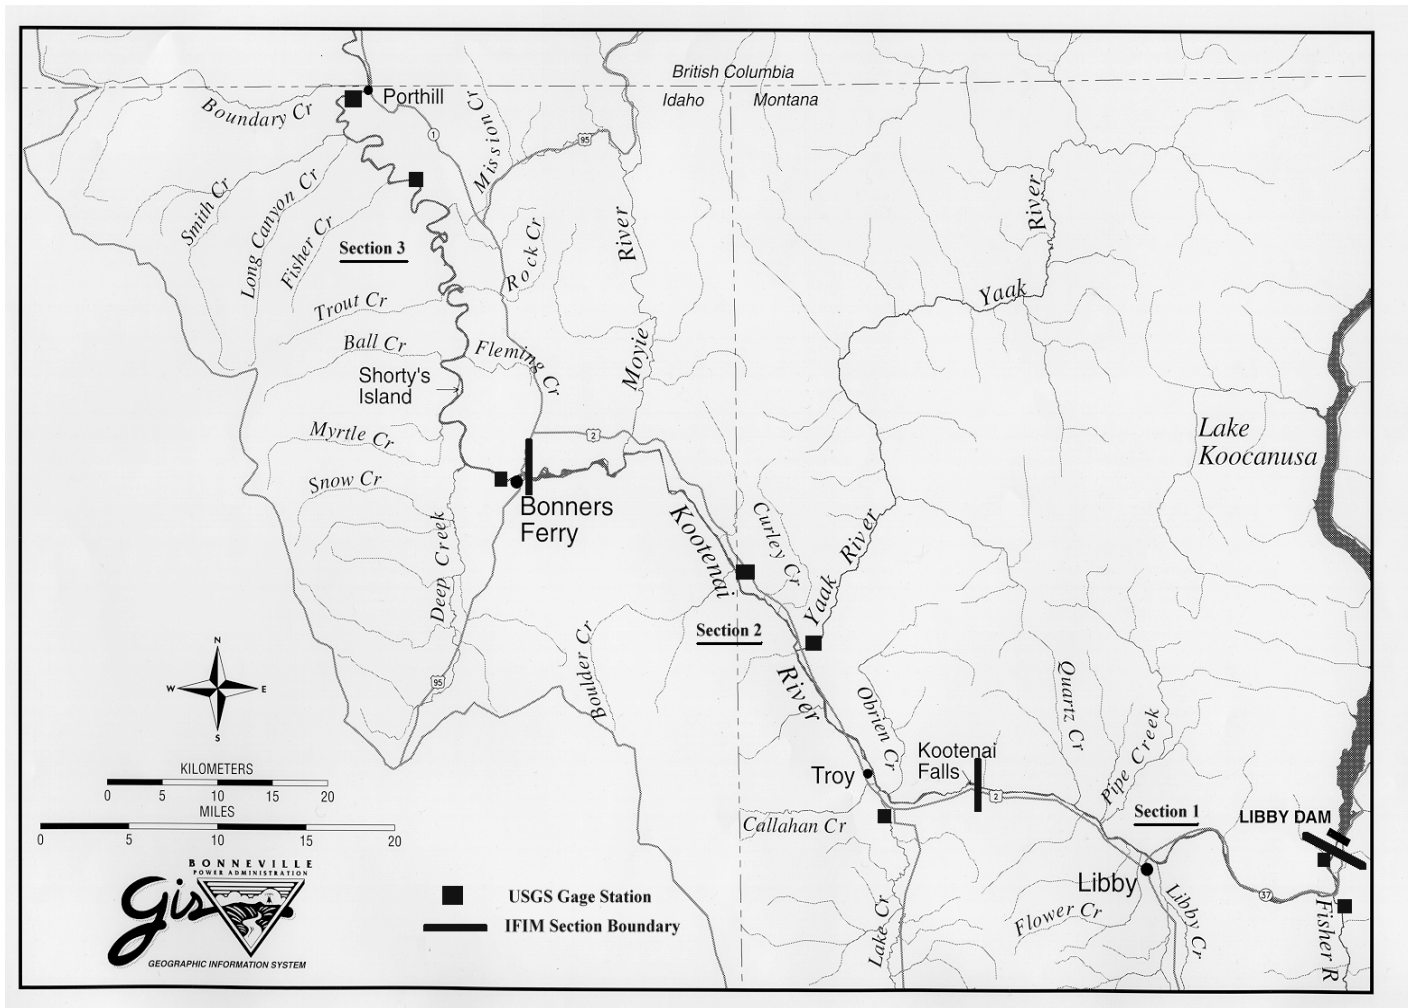 British Columbia
Idaho
Montana
Porthill
Boundary Cr
1
Mission Cr
95
Smith Cr
Long Canyon Cr
Fisher Cr
Section 3
Rock Cr
River
Moyie
River
Yaak
Trout Cr
Ball Cr
Fleming Cr
Shorty's
Island
Myrtle Cr
Snow Cr
2
Bonners
Ferry
Lake
Koocanusa
Deep Creek
Kootenai
River
Curley Cr
Yaak River
Section 2
Boulder Cr
95
N
W
E
S
Obrien Cr
Quartz Cr
Pipe Creek
Kootenai
Falls
Troy
2
Section 1
LIBBY DAM
Callahan Cr
Libby
37
Flower Cr
Libby Cr
Lake Cr
Fisher R
KILOMETERS
0 5 10 15 20
MILES
0 5 10 15 20
BONNEVILLE
POWER ADMINISTRATION
Gis
GEOGRAPHIC INFORMATION SYSTEM
USGS Gage Station
IFIM Section Boundary